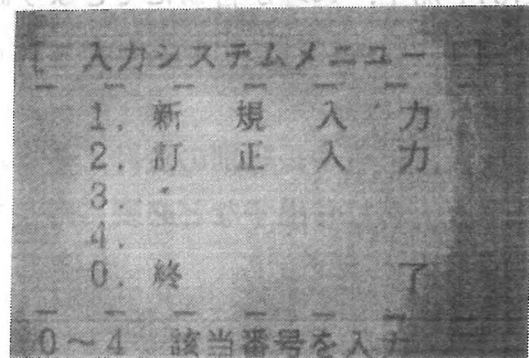 [ 入力システムメニュー ]
1. 新規入力
2. 訂正入力
3.
4.
0. 終了
0～4 該当番号を入力